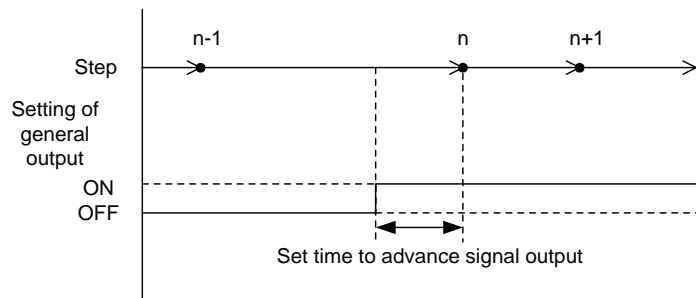 n-1
n
n+1
Step
Setting of
general
output
ON
OFF
Set time to advance signal output